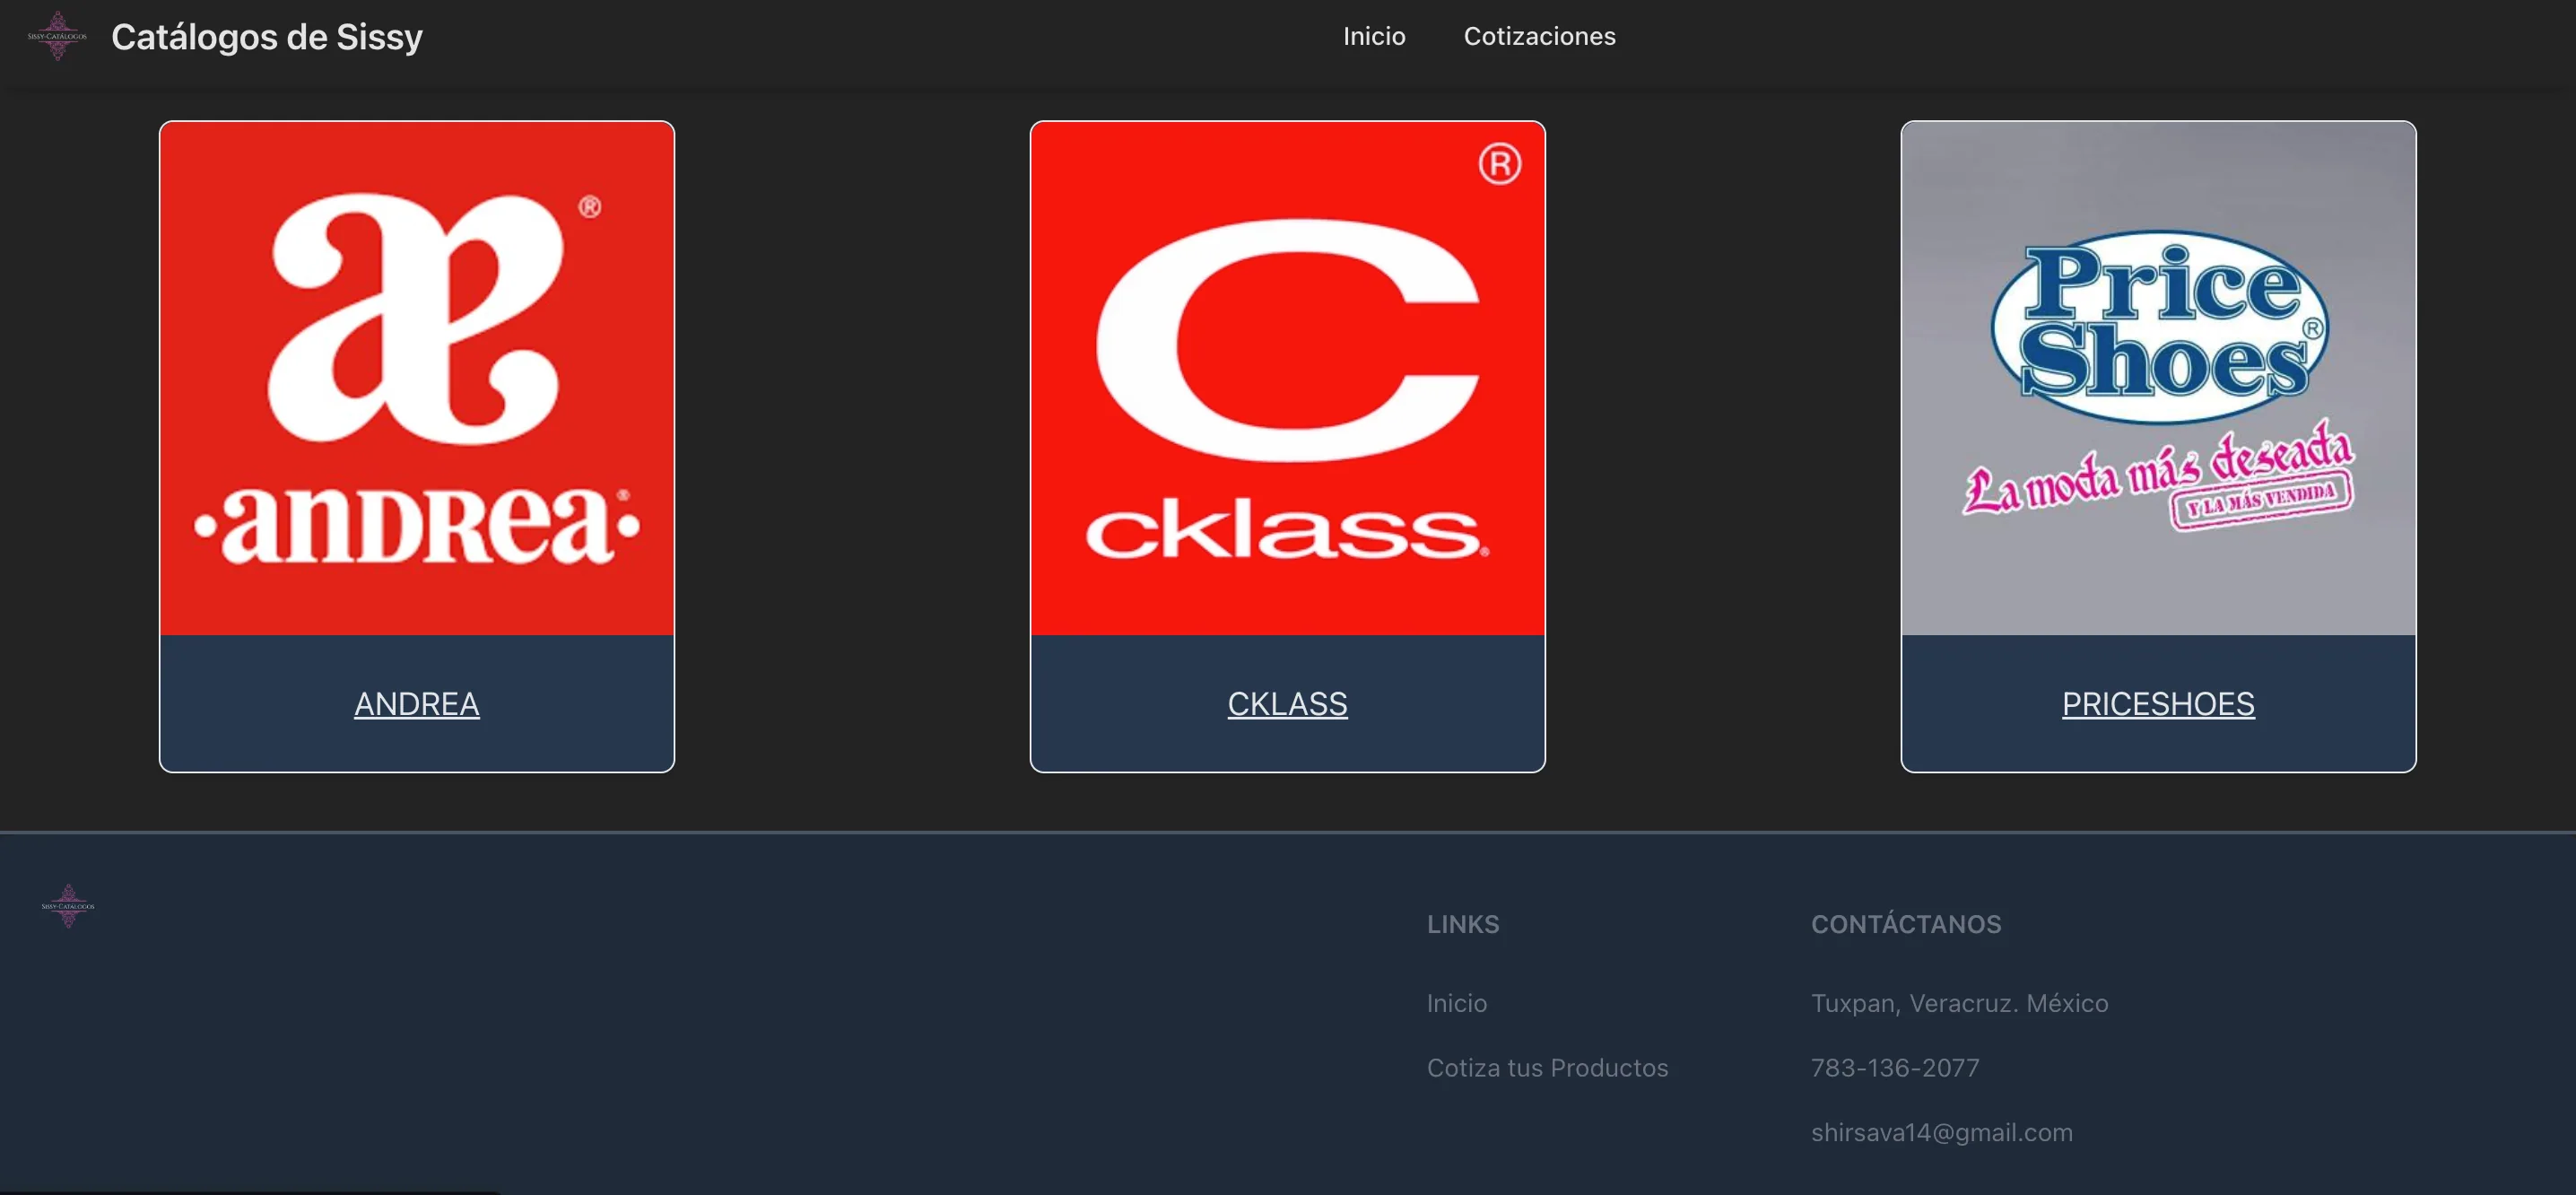 SISSY-CATÁLOGOS
Catálogos de Sissy
Inicio
Cotizaciones
æ®
·andrea·®
ANDREA
C®
cklass®
CKLASS
Price
Shoes®
La moda más deseada
Y LA MÁS VENDIDA
PRICESHOES
SISSY-CATÁLOGOS
LINKS
Inicio
Cotiza tus Productos
CONTÁCTANOS
Tuxpan, Veracruz. México
783-136-2077
shirsava14@gmail.com